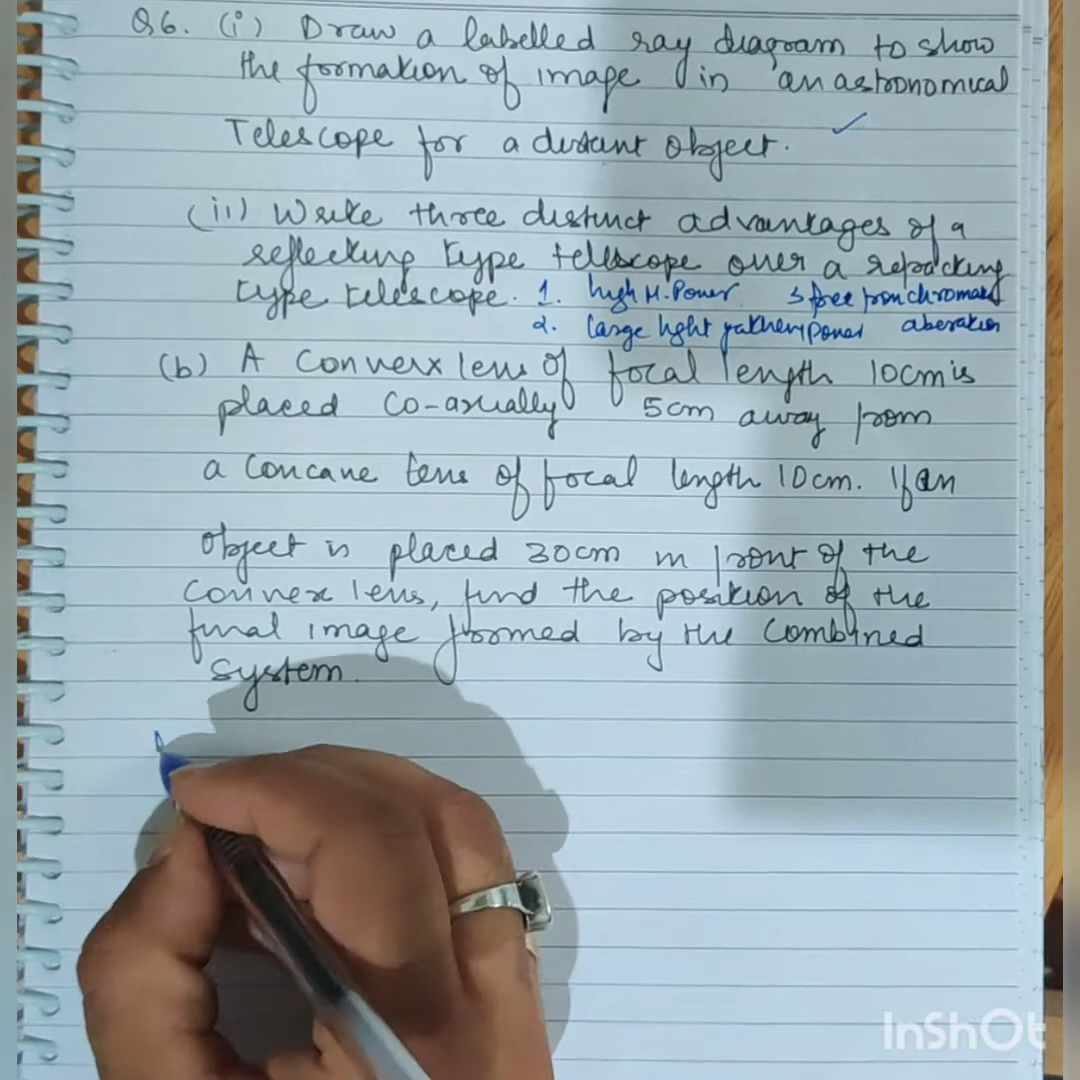 Q6. (i) Draw a labelled ray diagram to show
the formation of image in an astronomical
Telescope for a distant object.
(ii) Write three distinct advantages of a
reflecting type telescope over a refracting
type telescope. 1. high M. Power 3 free from chromatic
2. large light gathering power aberation
(b) A Convex lens of focal length 10cm is
placed co-axially 5cm away from
a concave lens of focal length 10cm. If an
object is placed 30cm in front of the
convex lens, find the position of the
final image formed by the combined
system.
InShOt